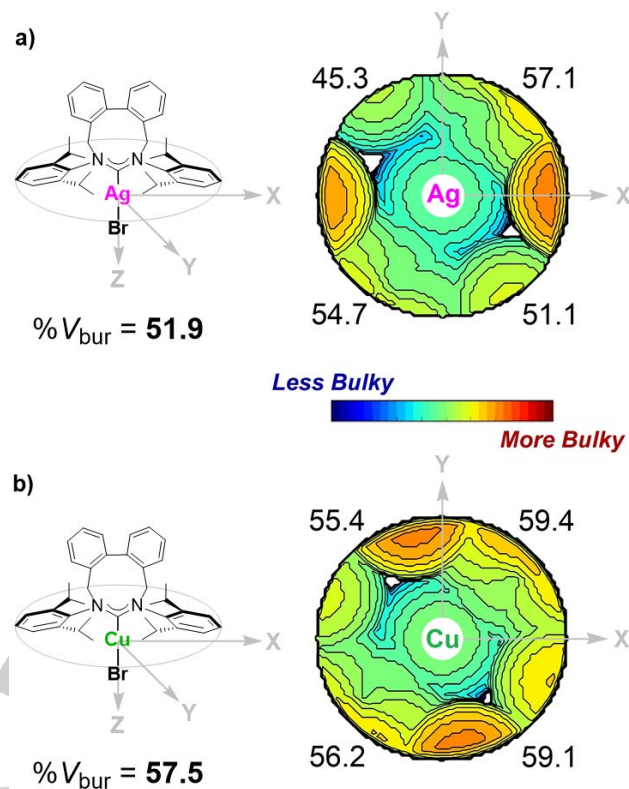 a)
Y
45.3
57.1
N
N
Ag
X
Br
Y
Z
Ag
X
%Vbur = 51.9
54.7
51.1
Less Bulky
More Bulky
b)
Y
55.4
59.4
N
N
Cu
X
Br
Y
Z
Cu
X
%Vbur = 57.5
56.2
59.1